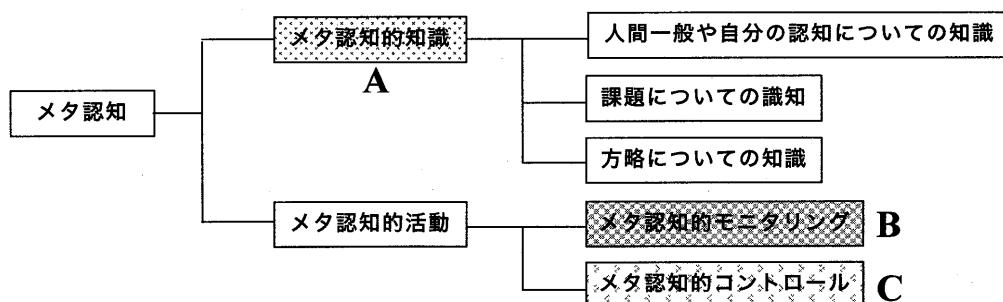 メタ認知
メタ認知的知識
A
人間一般や自分の認知についての知識
課題についての識知
方略についての知識
メタ認知的活動
メタ認知的モニタリング
B
メタ認知的コントロール
C